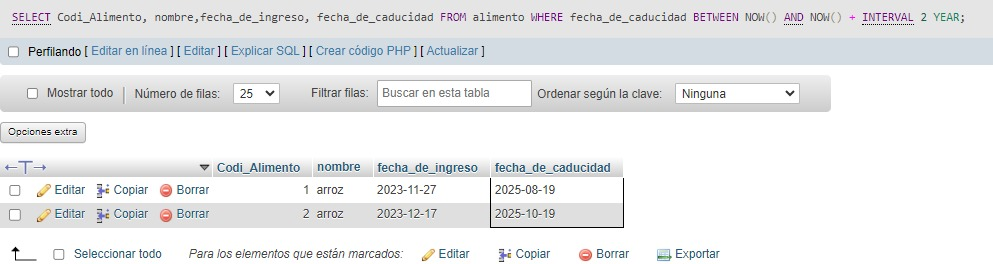 SELECT Codi_Alimento, nombre,fecha_de_ingreso, fecha_de_caducidad FROM alimento WHERE fecha_de_caducidad BETWEEN NOW() AND NOW() + INTERVAL 2 YEAR;
Perfilando [ Editar en línea ] [ Editar ] [ Explicar SQL ] [ Crear código PHP ] [ Actualizar ]
Mostrar todo | Número de filas: 25 Filtrar filas: Buscar en esta tabla Ordenar según la clave: Ninguna
Opciones extra
←T→ Codi_Alimento nombre fecha_de_ingreso fecha_de_caducidad
Editar Copiar Borrar 1 arroz 2023-11-27 2025-08-19
Editar Copiar Borrar 2 arroz 2023-12-17 2025-10-19
Seleccionar todo Para los elementos que están marcados: Editar Copiar Borrar Exportar